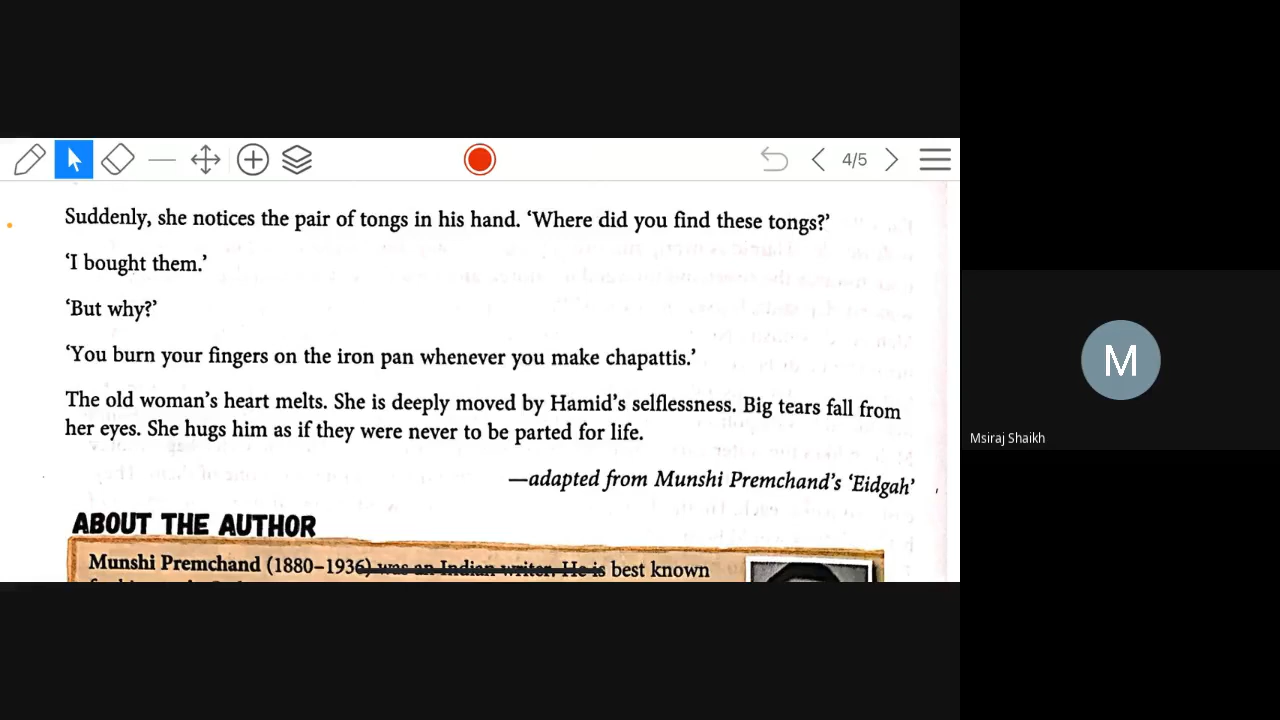 4/5
Suddenly, she notices the pair of tongs in his hand. ‘Where did you find these tongs?’
‘I bought them.’
‘But why?’
‘You burn your fingers on the iron pan whenever you make chapattis.’
The old woman’s heart melts. She is deeply moved by Hamid’s selflessness. Big tears fall from
her eyes. She hugs him as if they were never to be parted for life.
—adapted from Munshi Premchand’s ‘Eidgah’
ABOUT THE AUTHOR
Munshi Premchand (1880–1936) was an Indian writer. He is best known
M
Msiraj Shaikh